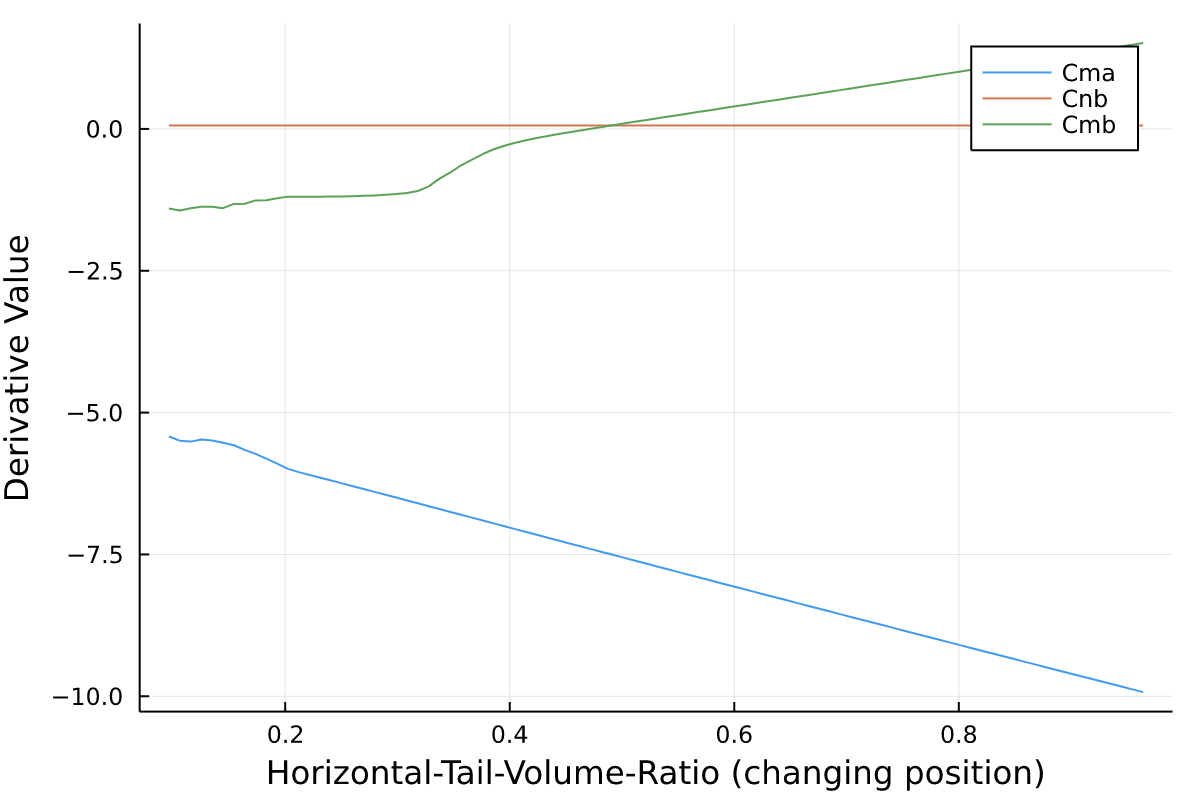 Cma
Cnb
Cmb
0.0
−2.5
−5.0
−7.5
−10.0
Derivative Value
0.2
0.4
0.6
0.8
Horizontal-Tail-Volume-Ratio (changing position)